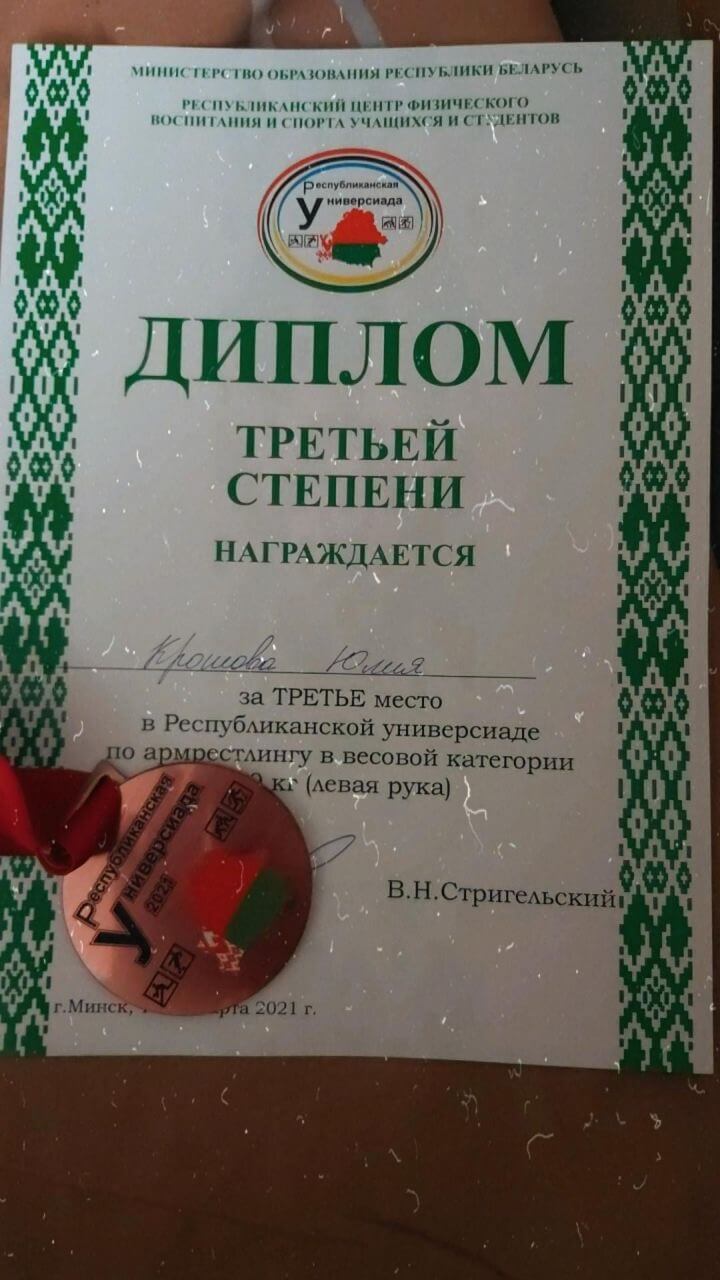 МИНИСТЕРСТВО ОБРАЗОВАНИЯ РЕСПУБЛИКИ БЕЛАРУСЬ
РЕСПУБЛИКАНСКИЙ ЦЕНТР ФИЗИЧЕСКОГО
ВОСПИТАНИЯ И СПОРТА УЧАЩИХСЯ И СТУДЕНТОВ
Республиканская
Универсиада
ДИПЛОМ
ТРЕТЬЕЙ
СТЕПЕНИ
НАГРАЖДАЕТСЯ
Юлия
за ТРЕТЬЕ место
в Республиканской универсиаде
по армрестлингу в весовой категории
кг (левая рука)
В.Н.Стригельский
г.Минск, 2021 г.
Республиканская
Универсиада
2021